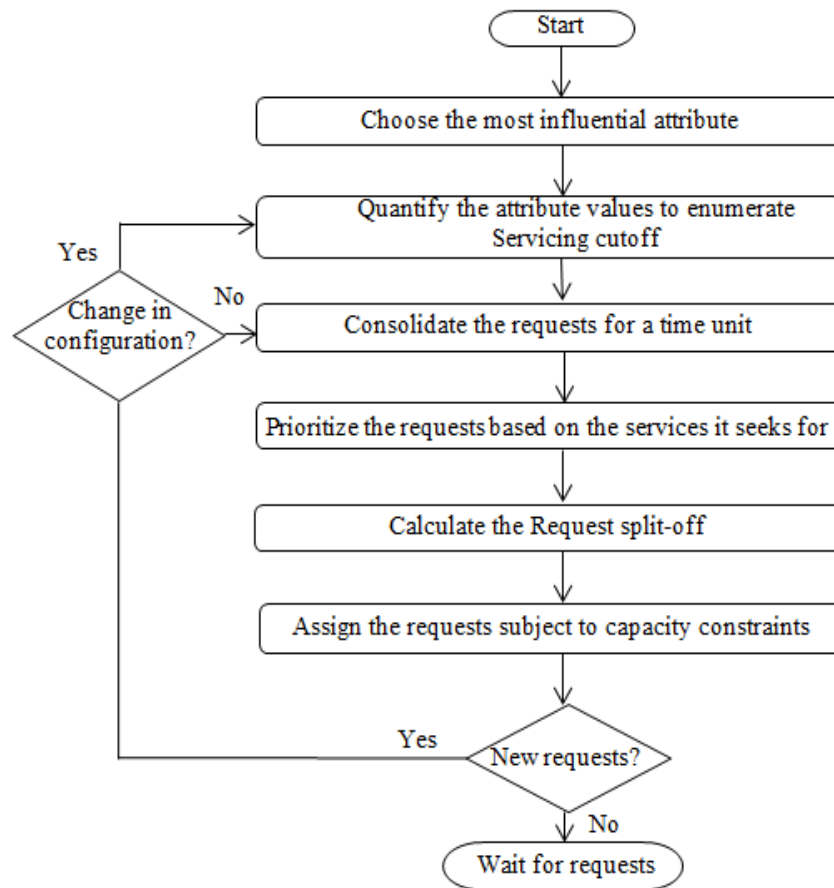 Start
Choose the most influential attribute
Quantify the attribute values to enumerate
Servicing cutoff
Yes
Change in
configuration?
No
Consolidate the requests for a time unit
Prioritize the requests based on the services it seeks for
Calculate the Request split-off
Assign the requests subject to capacity constraints
Yes
New requests?
No
Wait for requests